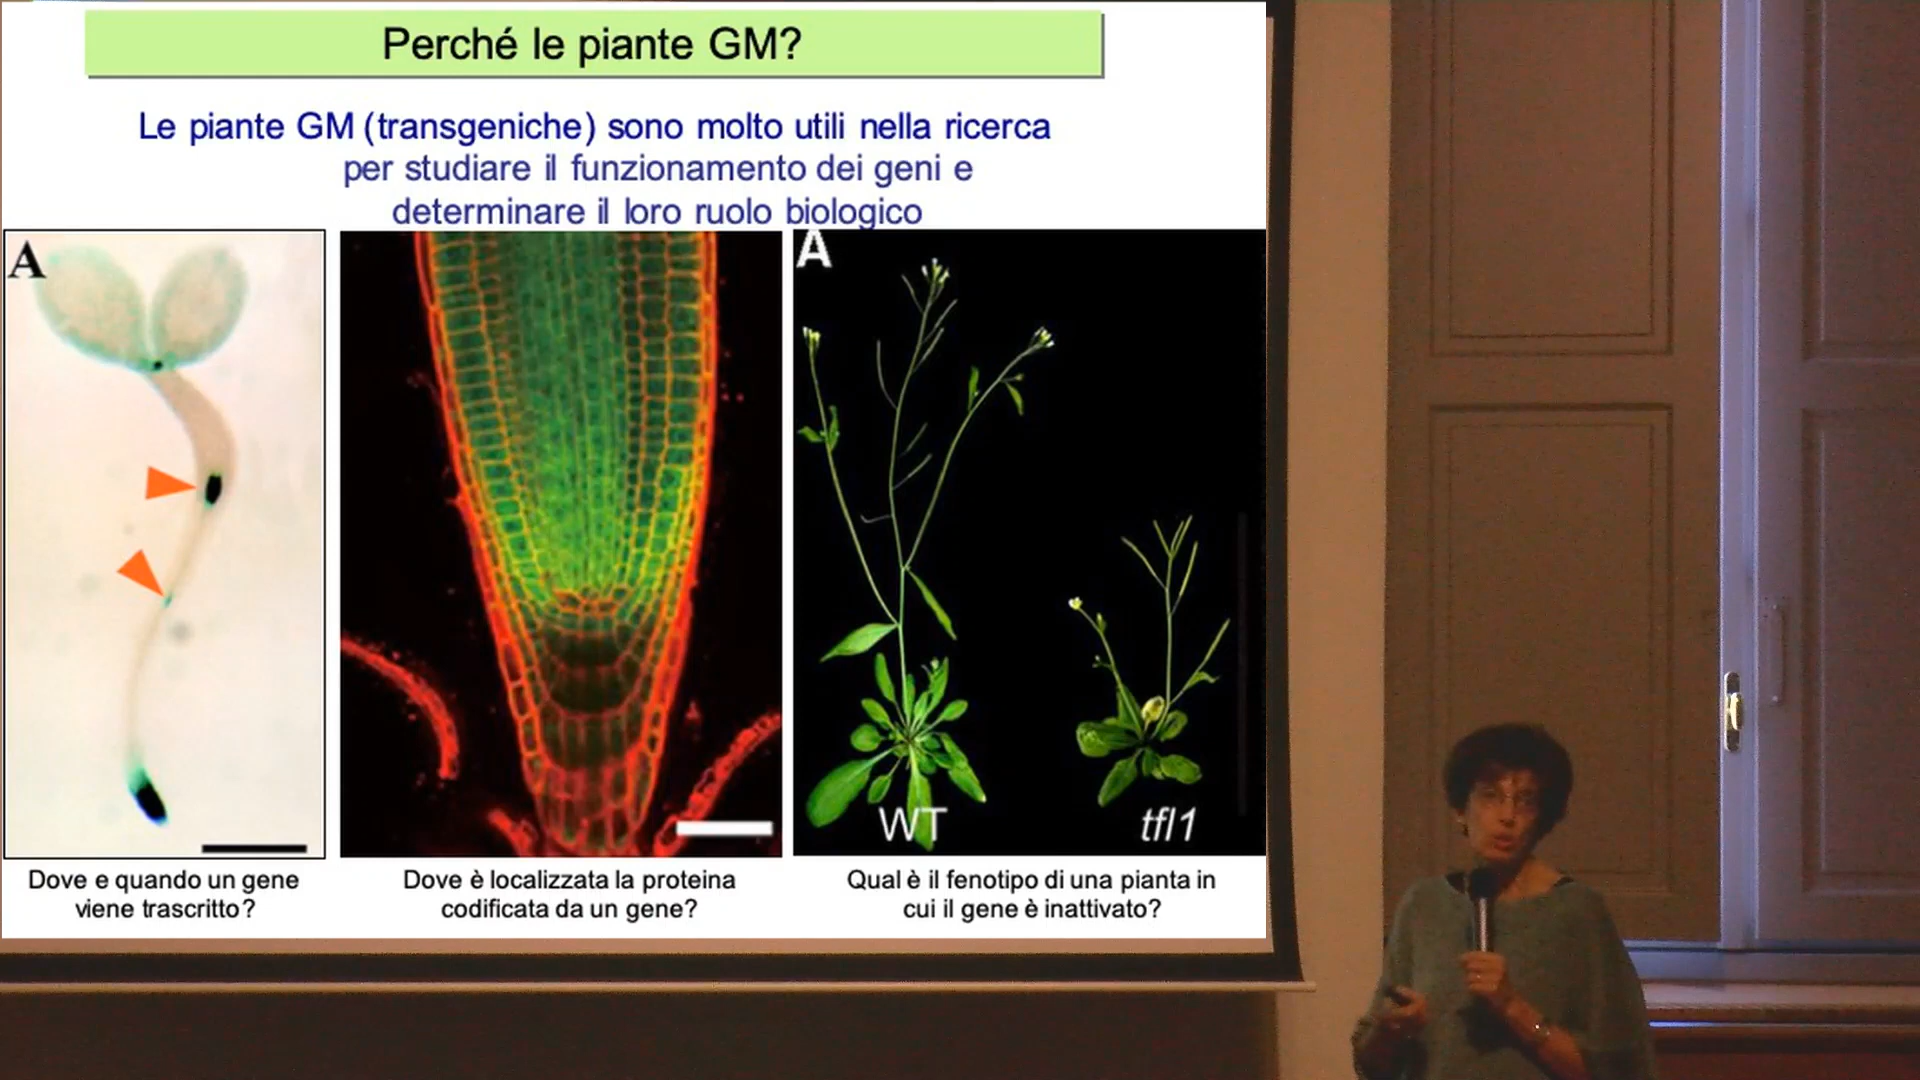 Perché le piante GM?
Le piante GM (transgeniche) sono molto utili nella ricerca
per studiare il funzionamento dei geni e
determinare il loro ruolo biologico
A
A
WT
tfl1
Dove e quando un gene
viene trascritto?
Dove è localizzata la proteina
codificata da un gene?
Qual è il fenotipo di una pianta in
cui il gene è inattivato?